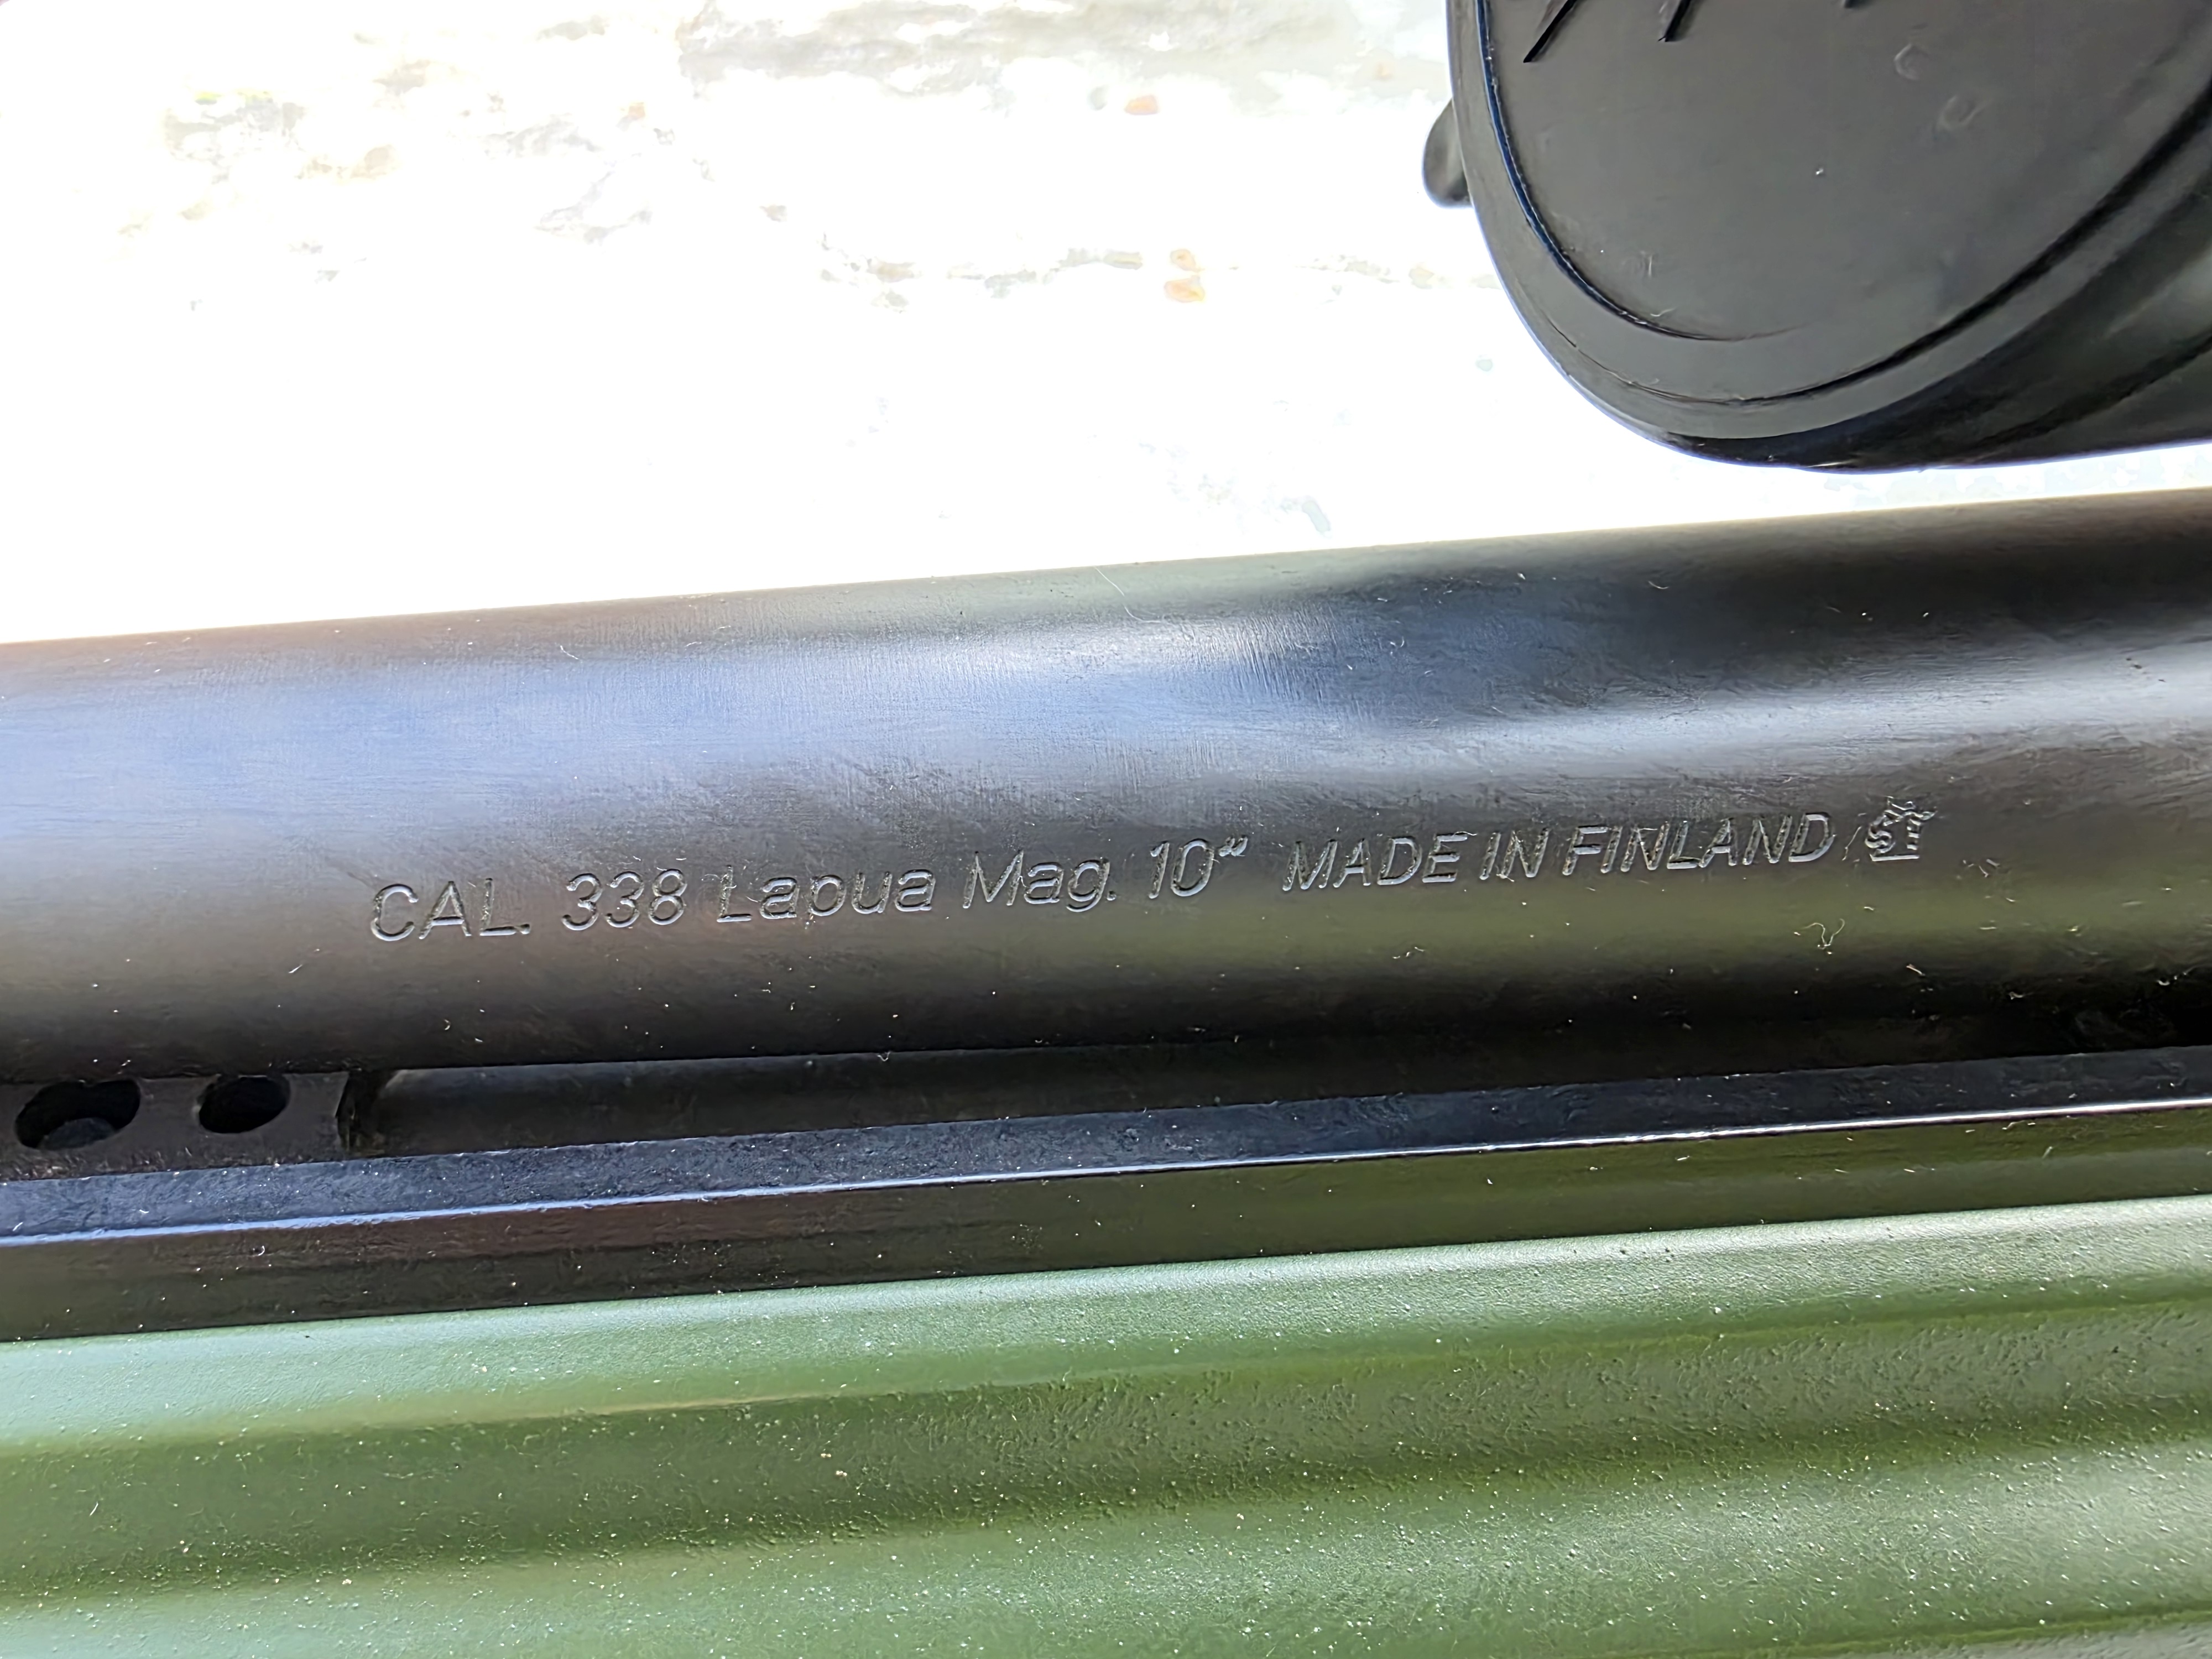 CAL. 338 Lapua Mag. 10" MADE IN FINLAND